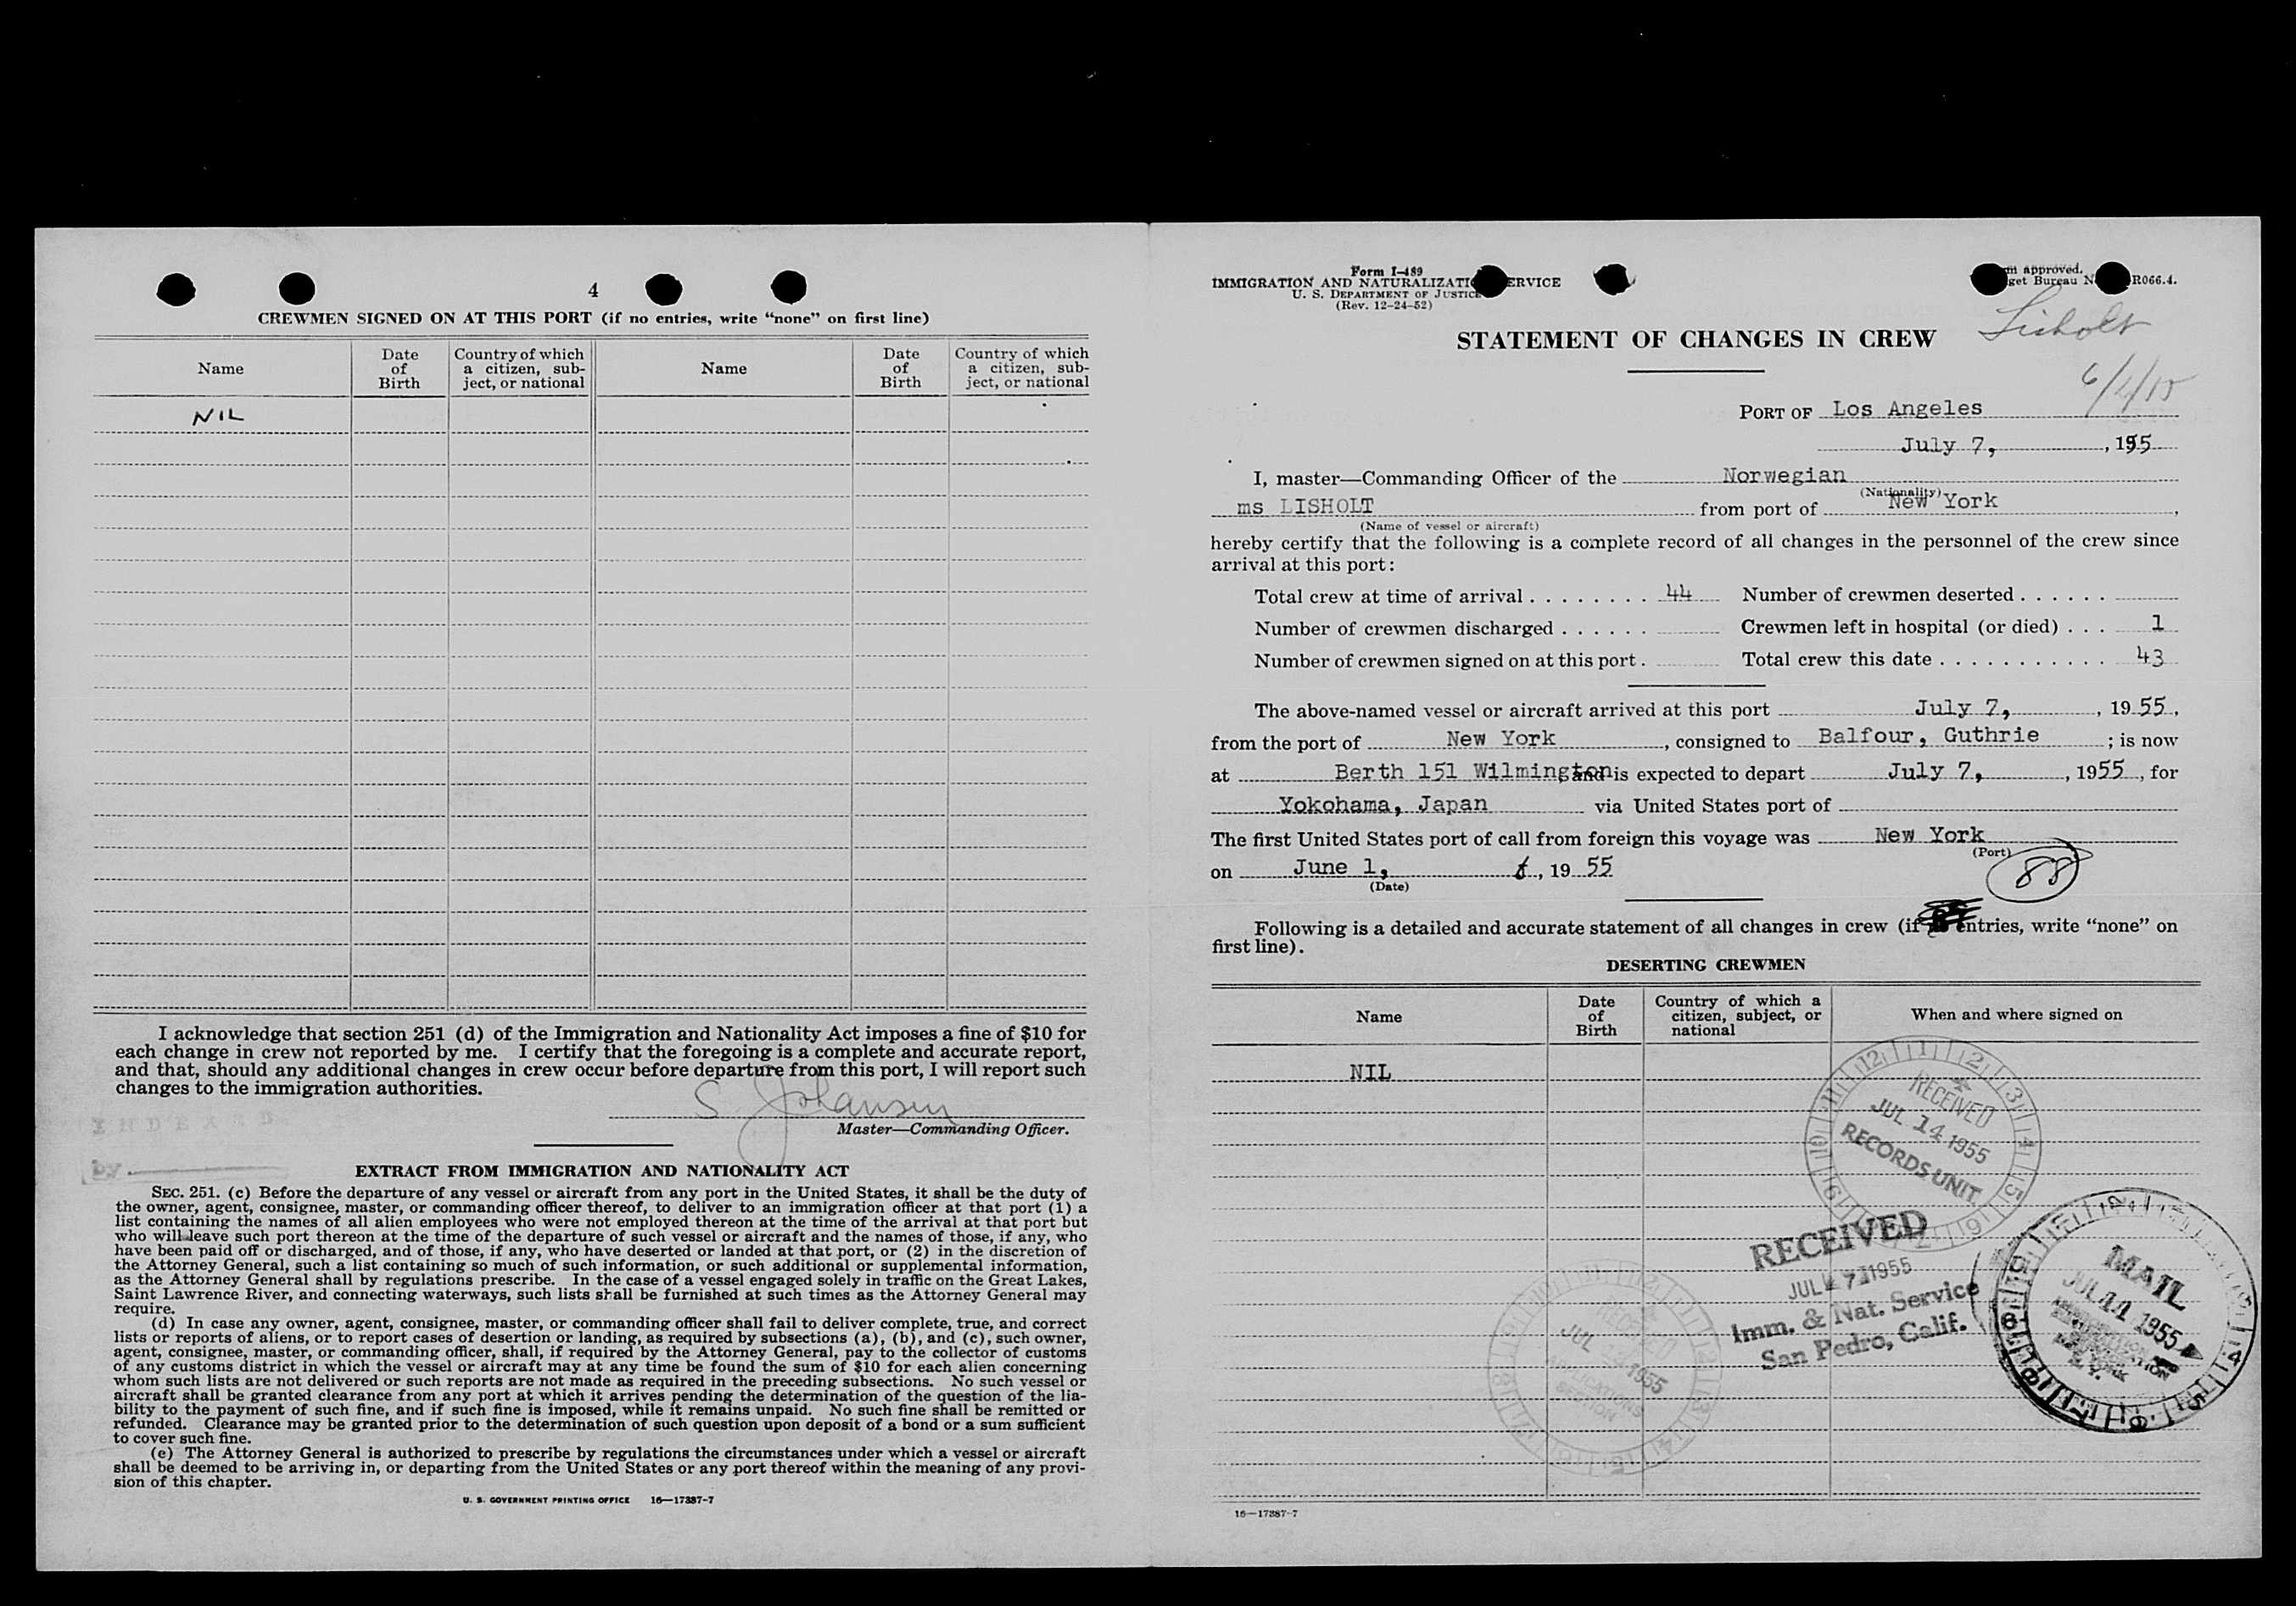 4
CREWMEN SIGNED ON AT THIS PORT (if no entries, write “none” on first line)
Name
Date of Birth
Country of which a citizen, subject, or national
Name
Date of Birth
Country of which a citizen, subject, or national
NIL
I acknowledge that section 251 (d) of the Immigration and Nationality Act imposes a fine of $10 for
each change in crew not reported by me. I certify that the foregoing is a complete and accurate report,
and that, should any additional changes in crew occur before departure from this port, I will report such
changes to the immigration authorities.
S Johansen
Master—Commanding Officer.
by
EXTRACT FROM IMMIGRATION AND NATIONALITY ACT
SEC. 251. (c) Before the departure of any vessel or aircraft from any port in the United States, it shall be the duty of
the owner, agent, consignee, master, or commanding officer thereof, to deliver to an immigration officer at that port (1) a
list containing the names of all alien employees who were not employed thereon at the time of the arrival at that port but
who will leave such port thereon at the time of the departure of such vessel or aircraft and the names of those, if any, who
have been paid off or discharged, and of those, if any, who have deserted or landed at that port, or (2) in the discretion of
the Attorney General, such a list containing so much of such information, or such additional or supplemental information,
as the Attorney General shall by regulations prescribe. In the case of a vessel engaged solely in traffic on the Great Lakes,
Saint Lawrence River, and connecting waterways, such lists shall be furnished at such times as the Attorney General may
require.
(d) In case any owner, agent, consignee, master, or commanding officer shall fail to deliver complete, true, and correct
lists or reports of aliens, or to report cases of desertion or landing, as required by subsections (a), (b), and (c), such owner,
agent, consignee, master, or commanding officer, shall, if required by the Attorney General, pay to the collector of customs
of any customs district in which the vessel or aircraft may at any time be found the sum of $10 for each alien concerning
whom such lists are not delivered or such reports are not made as required in the preceding subsections. No such vessel or
aircraft shall be granted clearance from any port at which it arrives pending the determination of the question of the lia-
bility to the payment of such fine, and if such fine is imposed, while it remains unpaid. No such fine shall be remitted or
refunded. Clearance may be granted prior to the determination of such question upon deposit of a bond or a sum sufficient
to cover such fine.
(e) The Attorney General is authorized to prescribe by regulations the circumstances under which a vessel or aircraft
shall be deemed to be arriving in, or departing from the United States or any port thereof within the meaning of any provi-
sion of this chapter.
U. S. GOVERNMENT PRINTING OFFICE 16—17387-7
Form I-489
IMMIGRATION AND NATURALIZATI ERVICE
U. S. DEPARTMENT OF JUSTICE
(Rev. 12-24-52)
m approved.
get Bureau N R066.4.
Lisholt
STATEMENT OF CHANGES IN CREW
PORT OF Los Angeles
July 7, , 1955
I, master—Commanding Officer of the Norwegian
(Nationality)
ms LISHOLT from port of New York,
(Name of vessel or aircraft)
hereby certify that the following is a complete record of all changes in the personnel of the crew since
arrival at this port:
Total crew at time of arrival . . . . . . . . 44 Number of crewmen deserted . . . . . .
Number of crewmen discharged . . . . . . Crewmen left in hospital (or died) . . . 1
Number of crewmen signed on at this port . Total crew this date . . . . . . . . . . . 43
The above-named vessel or aircraft arrived at this port July 7, , 19 55,
from the port of New York, consigned to Balfour, Guthrie ; is now
at Berth 151 Wilmington and is expected to depart July 7, , 1955, for
Yokohama, Japan via United States port of
The first United States port of call from foreign this voyage was New York
(Port)
on June 1, , 19 55
(Date)
88
Following is a detailed and accurate statement of all changes in crew (if entries, write “none” on
first line).
DESERTING CREWMEN
Name
Date of Birth
Country of which a citizen, subject, or national
When and where signed on
NIL
RECEIVED
JUL 14 1955
RECORDS UNIT
RECEIVED
JUL 7 1955
Imm. & Nat. Service
San Pedro, Calif.
MAIL
JUL 14 1955
RECEIVED
JUL 14 1955
APPLICATIONS
SECTION
16—17387-7